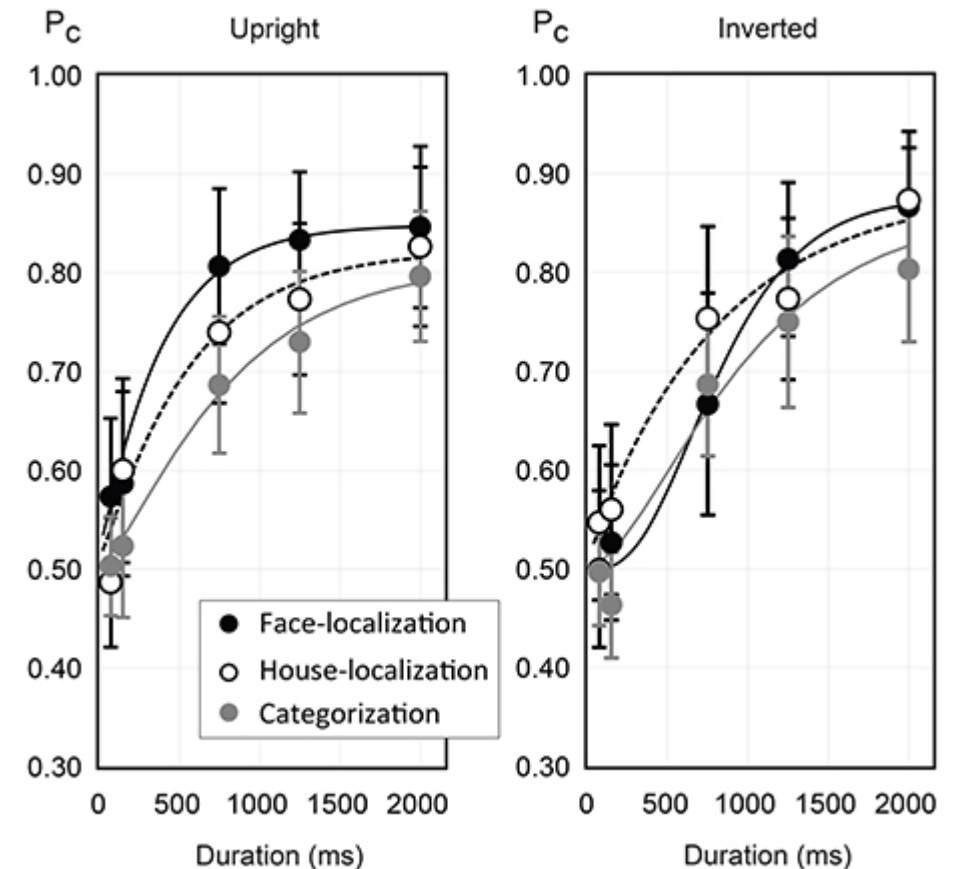 Pc Upright
1.00
0.90
0.80
0.70
0.60
0.50
0.40
0.30
0 500 1000 1500 2000
Duration (ms)
Face-localization
House-localization
Categorization
Pc Inverted
1.00
0.90
0.80
0.70
0.60
0.50
0.40
0.30
0 500 1000 1500 2000
Duration (ms)